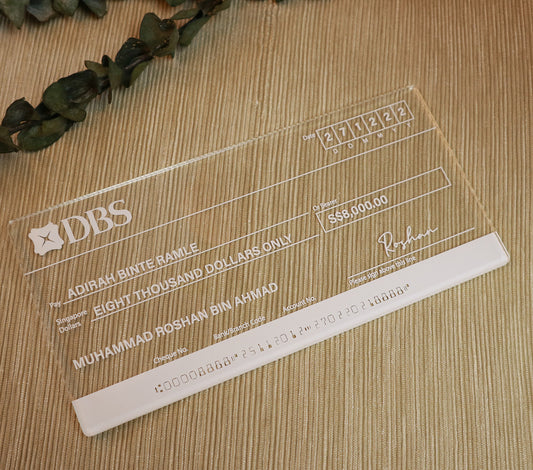 Date 2 7 1 2 2 2
D D M M Y Y
DBS
Pay ADIRAH BINTE RAMLE Or Bearer
Singapore Dollars EIGHT THOUSAND DOLLARS ONLY S$8,000.00
Roshan
MUHAMMAD ROSHAN BIN AHMAD Please sign above this line
Cheque No. Bank/Branch Code Account No.